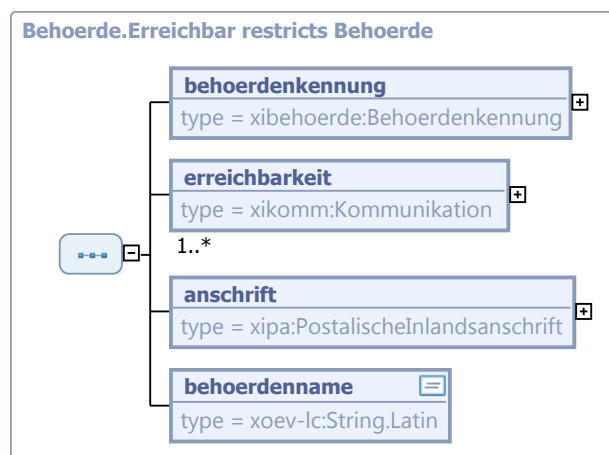 Behoerde.Erreichbar restricts Behoerde
behoerdenkennung
type = xibehoerde:Behoerdenkennung
erreichbarkeit
type = xikomm:Kommunikation
1..*
anschrift
type = xipa:PostalischeInlandsanschrift
behoerdenname
type = xoev-lc:String.Latin